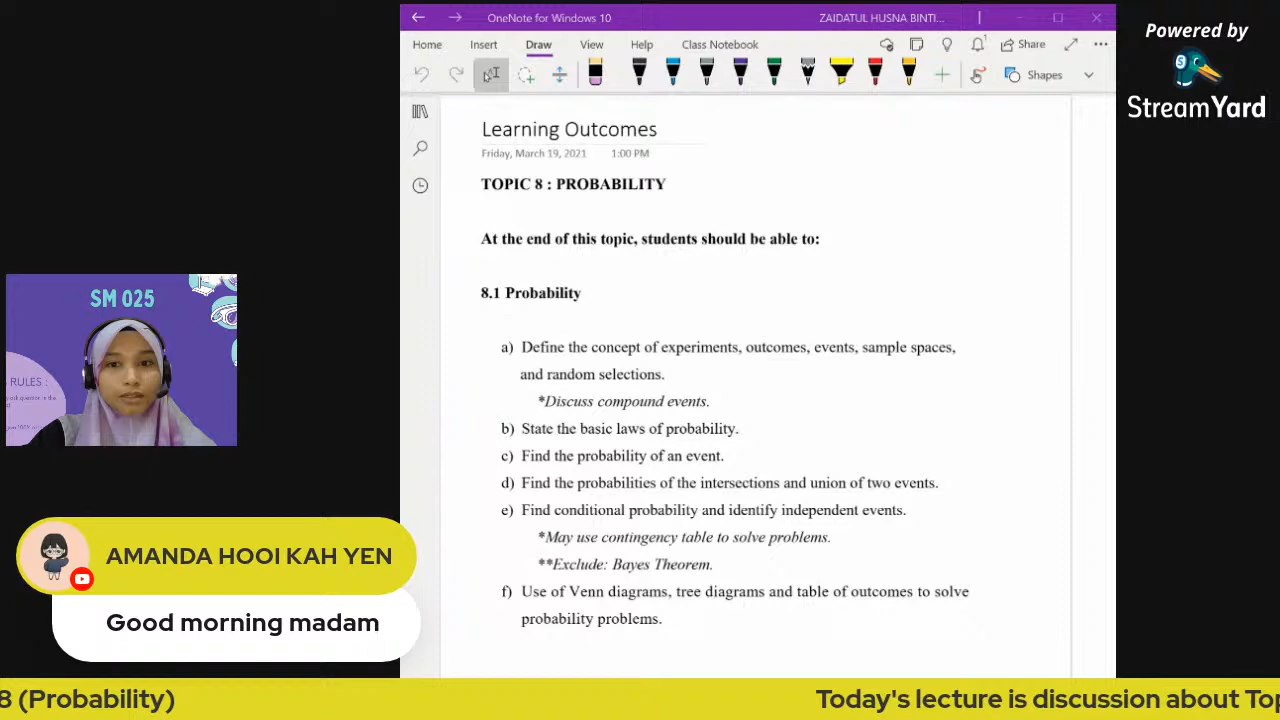 OneNote for Windows 10
ZAIDATUL HUSNA BINTI...
Home Insert Draw View Help Class Notebook
1
Share
Shapes
Powered by
S
StreamYard
Learning Outcomes
Friday, March 19, 2021 1:00 PM
TOPIC 8 : PROBABILITY
At the end of this topic, students should be able to:
8.1 Probability
a) Define the concept of experiments, outcomes, events, sample spaces,
and random selections.
*Discuss compound events.
b) State the basic laws of probability.
c) Find the probability of an event.
d) Find the probabilities of the intersections and union of two events.
e) Find conditional probability and identify independent events.
*May use contingency table to solve problems.
**Exclude: Bayes Theorem.
f) Use of Venn diagrams, tree diagrams and table of outcomes to solve
probability problems.
SM 025
RULES :
AMANDA HOOI KAH YEN
Good morning madam
8 (Probability)
Today's lecture is discussion about Top